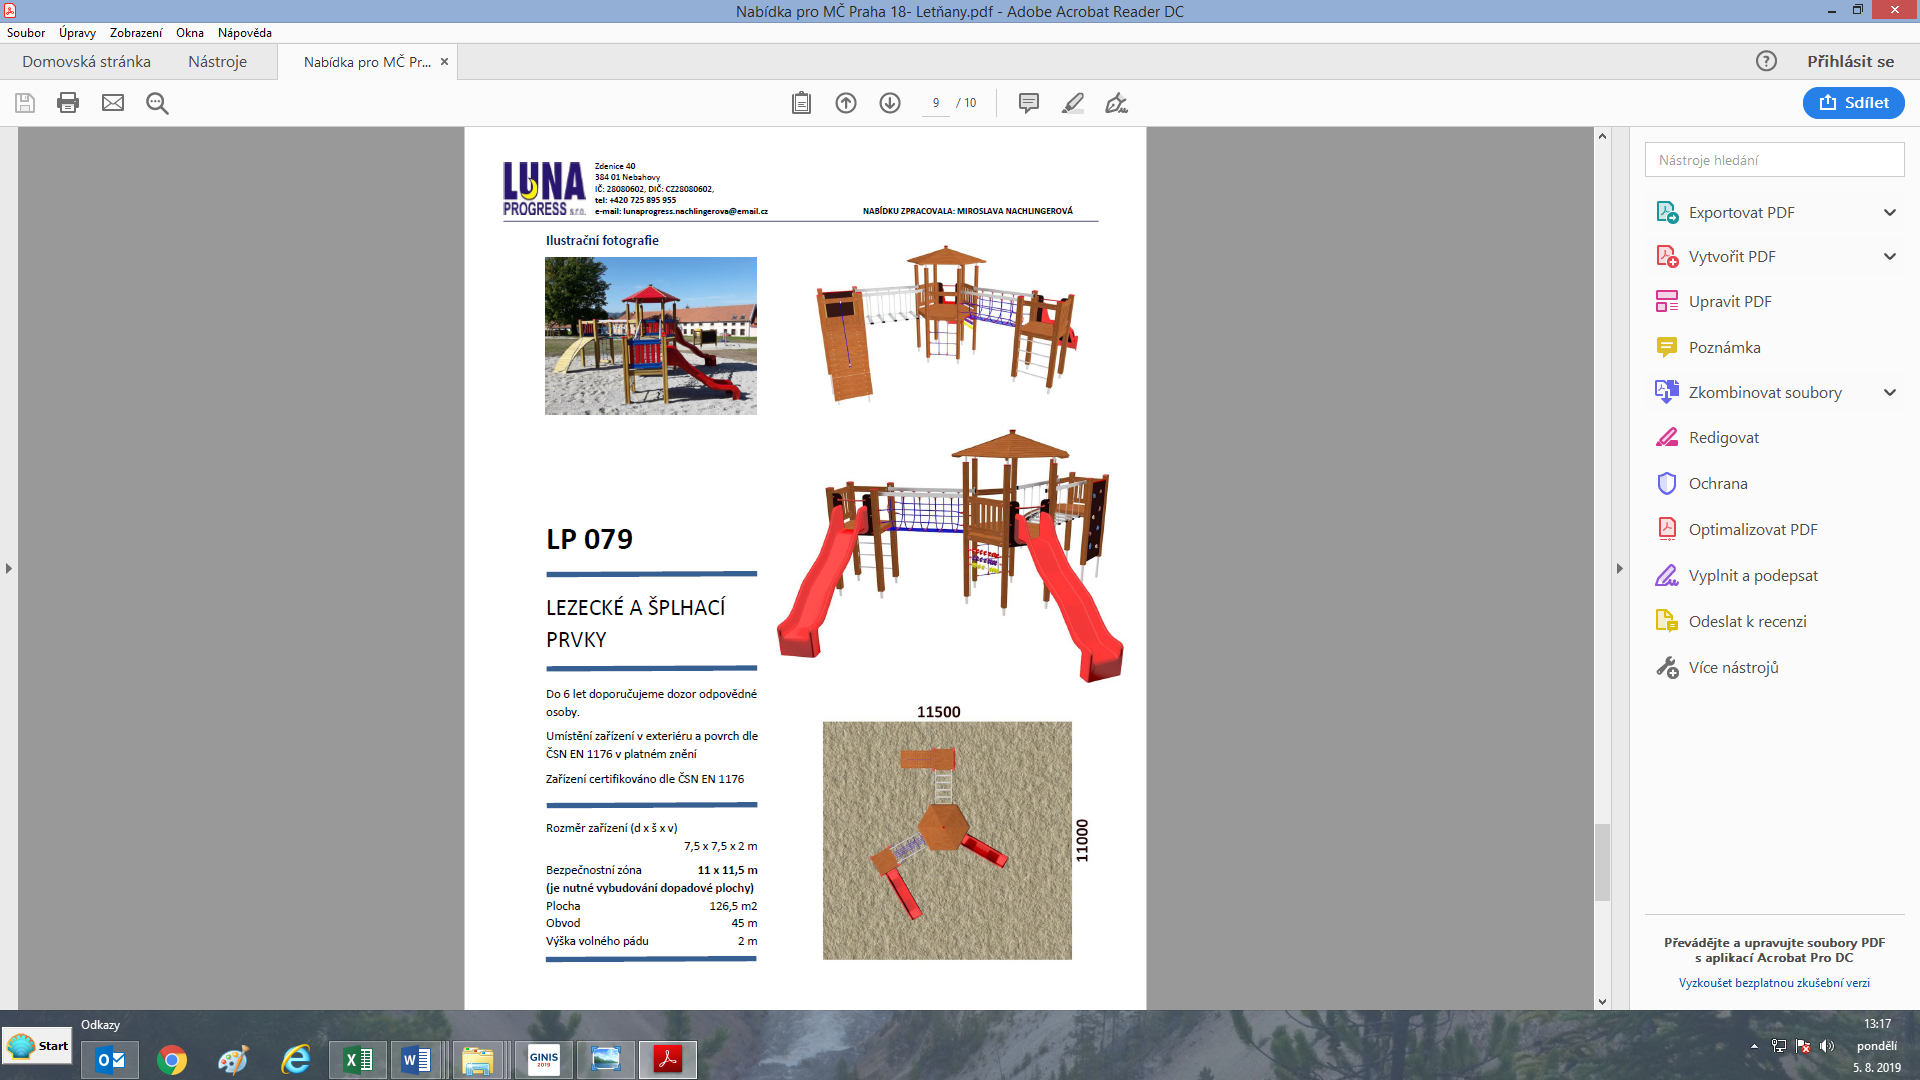 Nabídka pro MČ Praha 18- Letňany.pdf - Adobe Acrobat Reader DC
Soubor Úpravy Zobrazení Okna Nápověda
Domovská stránka Nástroje Nabídka pro MČ Pr... × Přihlásit se
9 / 10 Sdílet
LUNA
PROGRESS s.r.o.
Zdenice 40
384 01 Nebahovy
IČ: 28080602, DIČ: CZ28080602,
tel: +420 725 895 955
e-mail: lunaprogress.nachlingerova@email.cz
NABÍDKU ZPRACOVALA: MIROSLAVA NACHLINGEROVÁ
Ilustrační fotografie
LP 079
LEZECKÉ A ŠPLHACÍ
PRVKY
Do 6 let doporučujeme dozor odpovědné
osoby.
Umístění zařízení v exteriéru a povrch dle
ČSN EN 1176 v platném znění
Zařízení certifikováno dle ČSN EN 1176
Rozměr zařízení (d x š x v)
7,5 x 7,5 x 2 m
Bezpečnostní zóna 11 x 11,5 m
(je nutné vybudování dopadové plochy)
Plocha 126,5 m2
Obvod 45 m
Výška volného pádu 2 m
11500
11000
Nástroje hledání
Exportovat PDF
Vytvořit PDF
Upravit PDF
Poznámka
Zkombinovat soubory
Redigovat
Ochrana
Optimalizovat PDF
Vyplnit a podepsat
Odeslat k recenzi
Více nástrojů
Převádějte a upravujte soubory PDF
s aplikací Acrobat Pro DC
Vyzkoušet bezplatnou zkušební verzi
Odkazy
Start
GINIS
2019
13:17
pondělí
5. 8. 2019